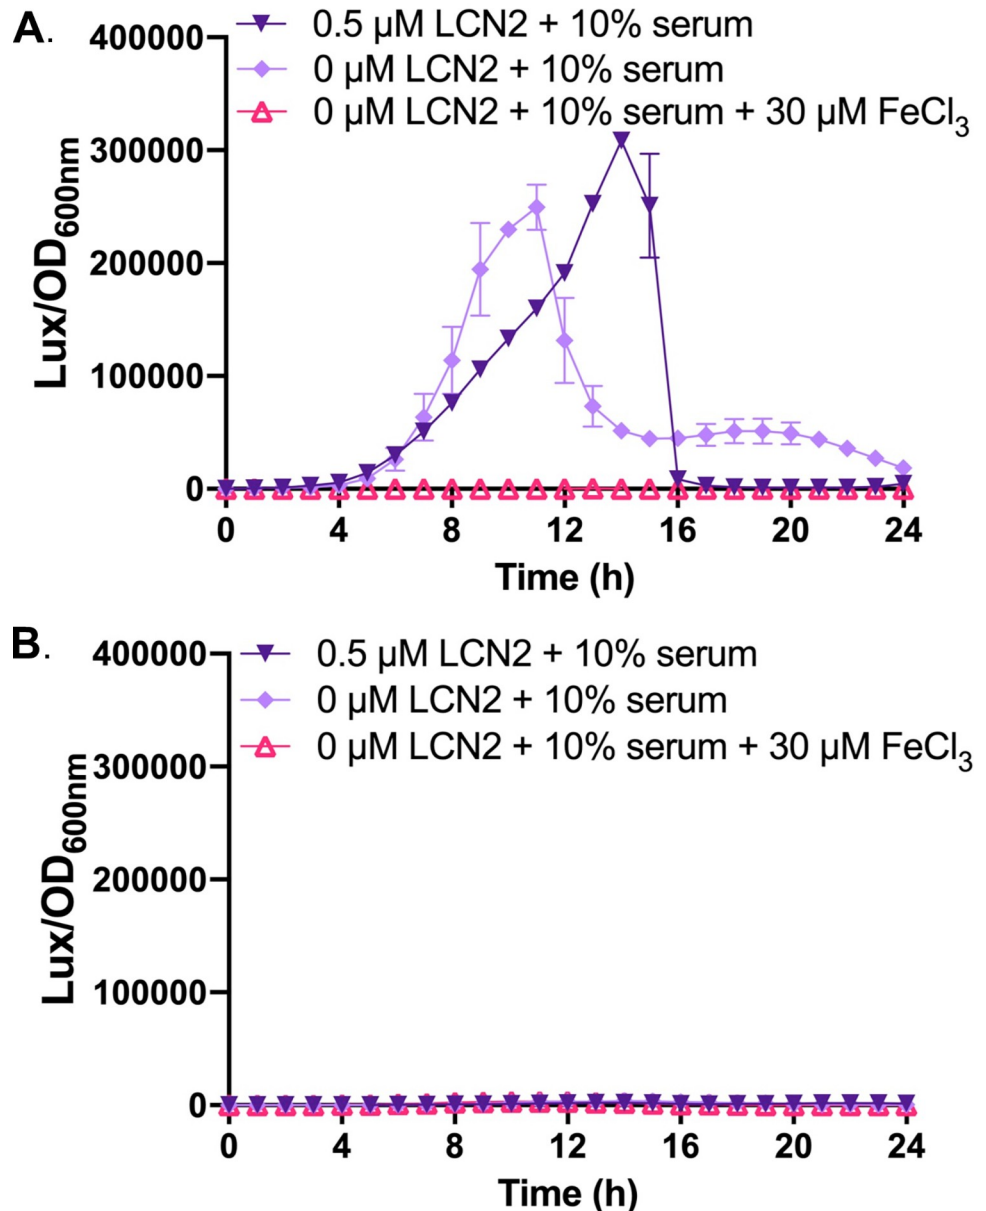 A.
0.5 µM LCN2 + 10% serum
0 µM LCN2 + 10% serum
0 µM LCN2 + 10% serum + 30 µM FeCl3
Lux/OD600nm
400000
300000
200000
100000
0
0 4 8 12 16 20 24
Time (h)
B.
0.5 µM LCN2 + 10% serum
0 µM LCN2 + 10% serum
0 µM LCN2 + 10% serum + 30 µM FeCl3
Lux/OD600nm
400000
300000
200000
100000
0
0 4 8 12 16 20 24
Time (h)